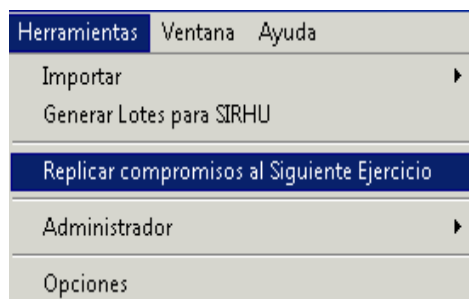 Herramientas Ventana Ayuda
Importar
Generar Lotes para SIRHU
Replicar compromisos al Siguiente Ejercicio
Administrador
Opciones